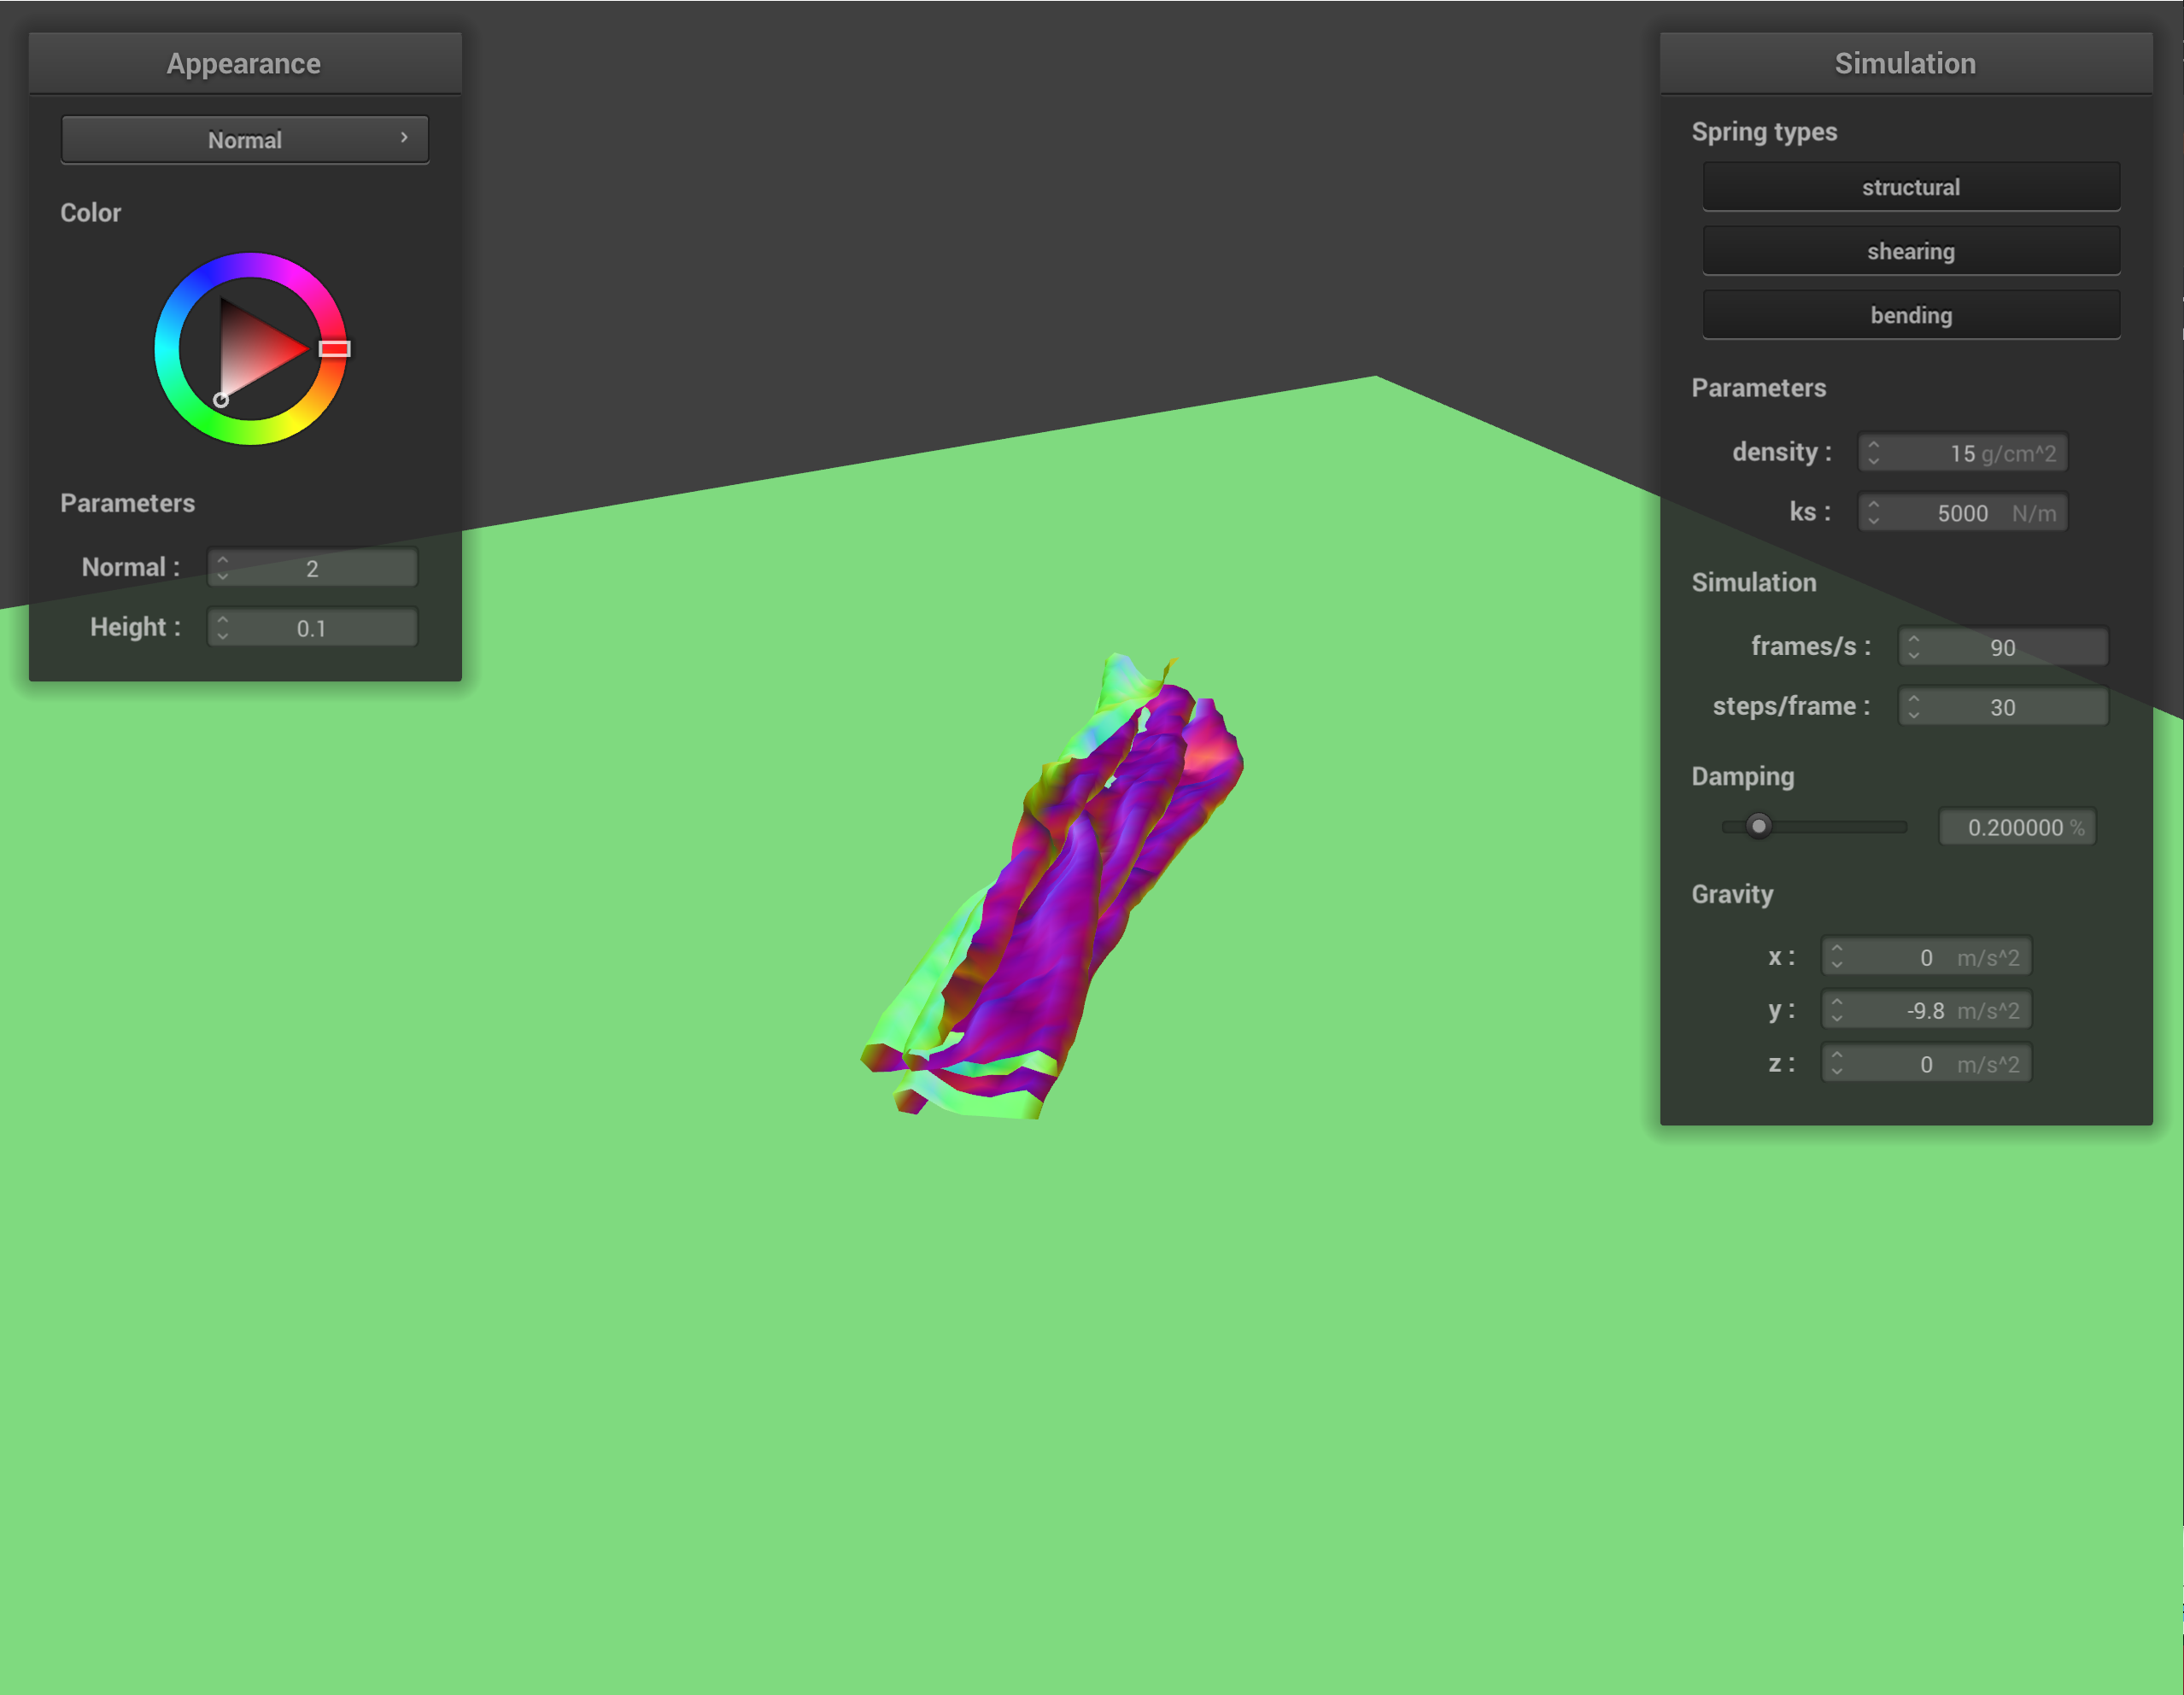 Appearance
Normal
Color
Parameters
Normal : 2
Height : 0.1
Simulation
Spring types
structural
shearing
bending
Parameters
density : 15 g/cm^2
ks : 5000 N/m
Simulation
frames/s : 90
steps/frame : 30
Damping
0.200000 %
Gravity
x : 0 m/s^2
y : -9.8 m/s^2
z : 0 m/s^2